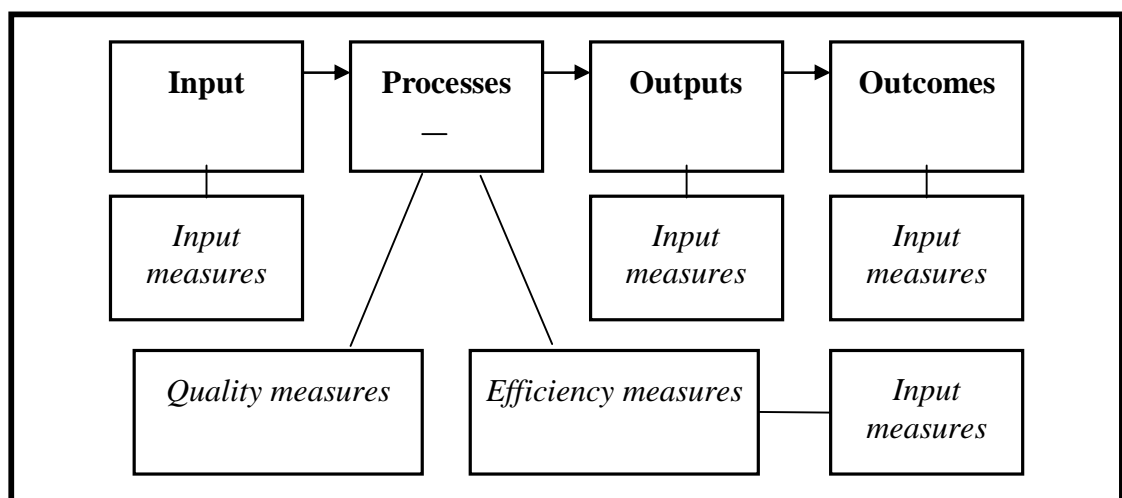 Input
Processes
—
Outputs
Outcomes
Input
measures
Input
measures
Input
measures
Quality measures
Efficiency measures
Input
measures